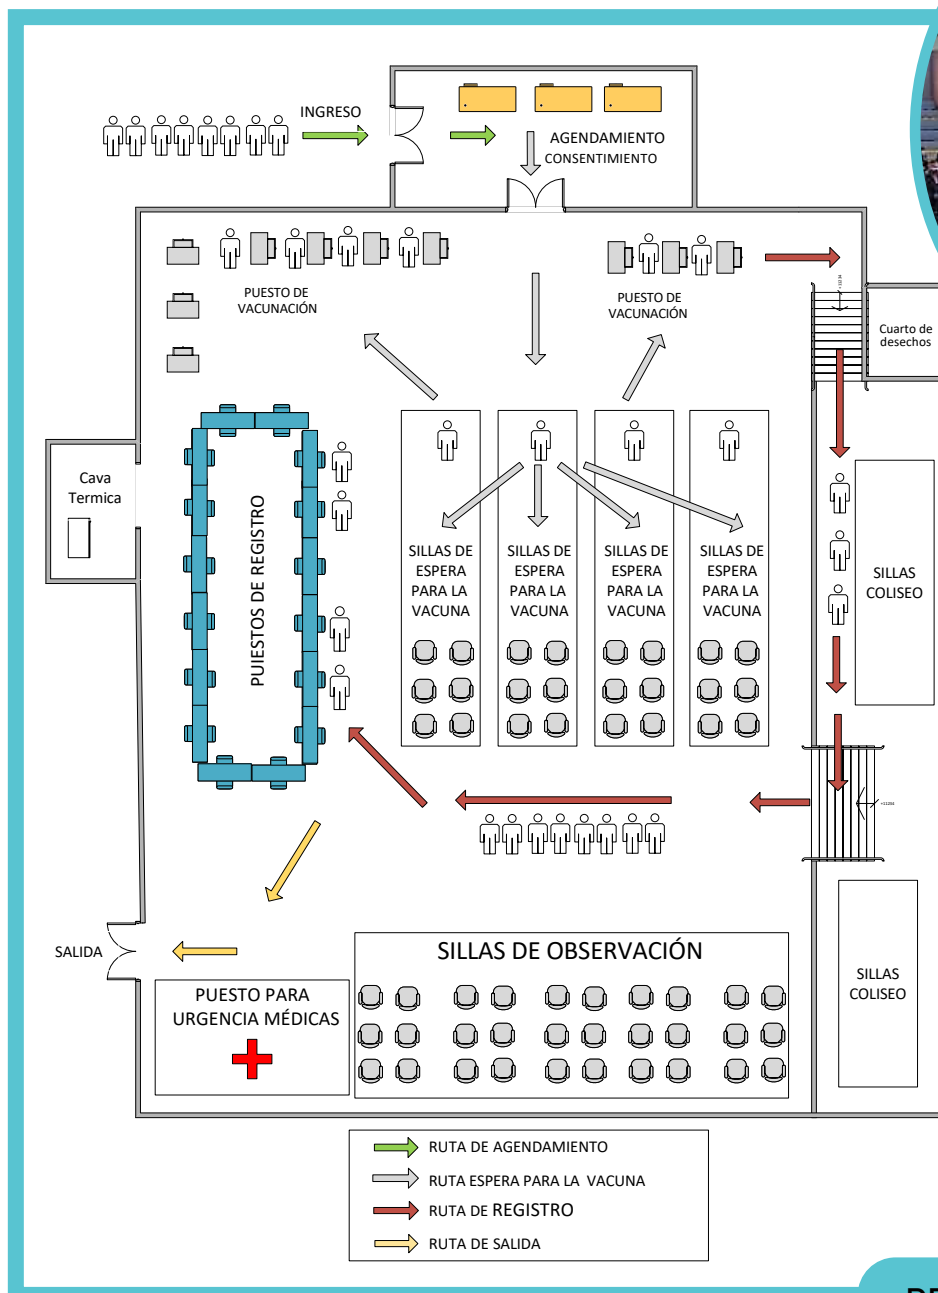 INGRESO
AGENDAMIENTO
CONSENTIMIENTO
PUESTO DE
VACUNACIÓN
PUESTO DE
VACUNACIÓN
Cuarto de
desechos
Cava
Termica
PUIESTOS DE REGISTRO
SILLAS DE
ESPERA
PARA LA
VACUNA
SILLAS DE
ESPERA
PARA LA
VACUNA
SILLAS DE
ESPERA
PARA LA
VACUNA
SILLAS DE
ESPERA
PARA LA
VACUNA
SILLAS
COLISEO
SALIDA
SILLAS DE OBSERVACIÓN
PUESTO PARA
URGENCIA MÉDICAS
SILLAS
COLISEO
RUTA DE AGENDAMIENTO
RUTA ESPERA PARA LA VACUNA
RUTA DE REGISTRO
RUTA DE SALIDA